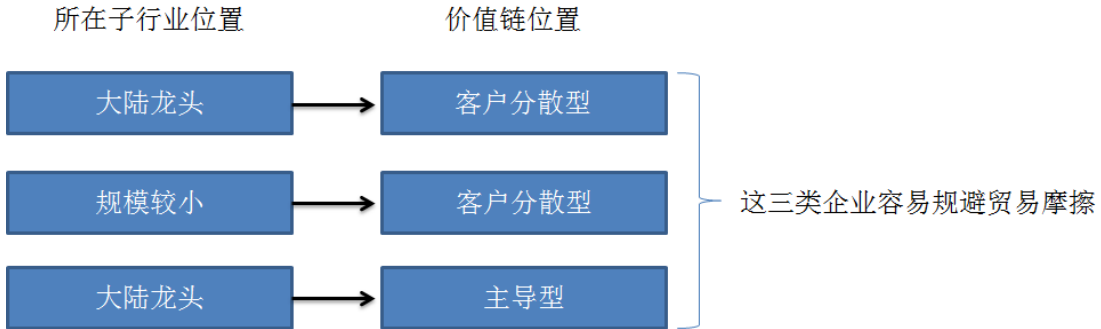 所在子行业位置
价值链位置
大陆龙头
客户分散型
规模较小
客户分散型
这三类企业容易规避贸易摩擦
大陆龙头
主导型